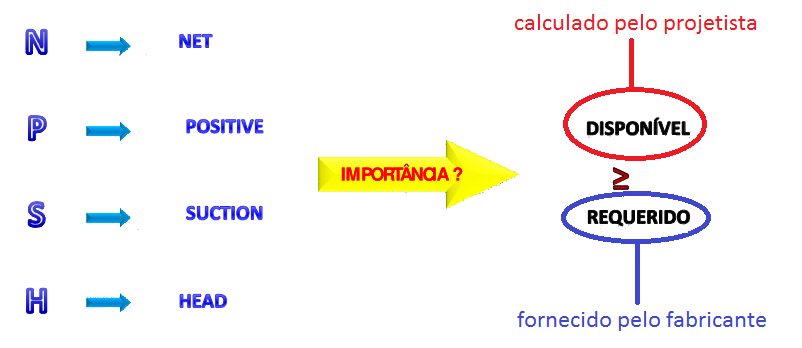 N NET
P POSITIVE
S SUCTION
H HEAD
IMPORTÂNCIA ?
calculado pelo projetista
DISPONÍVEL
≥
REQUERIDO
fornecido pelo fabricante